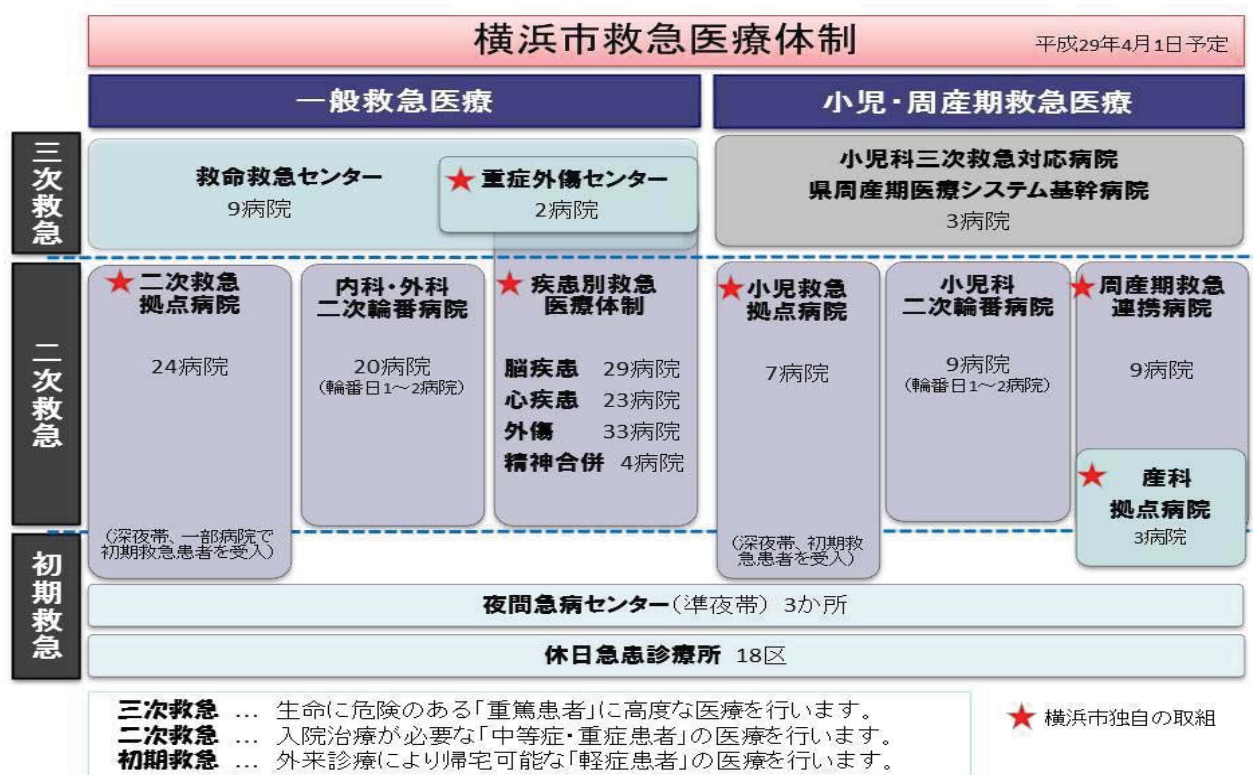 横浜市救急医療体制
平成29年4月1日予定
一般救急医療
小児・周産期救急医療
三次救急
救命救急センター
9病院
★重症外傷センター
2病院
小児科三次救急対応病院
県周産期医療システム基幹病院
3病院
二次救急
★二次救急
拠点病院
24病院
(深夜帯、一部病院で
初期救急患者を受入)
内科・外科
二次輪番病院
20病院
(輪番日1～2病院)
★疾患別救急
医療体制
脳疾患 29病院
心疾患 23病院
外傷 33病院
精神合併 4病院
★小児救急
拠点病院
7病院
(深夜帯、初期救
急患者を受入)
小児科
二次輪番病院
9病院
(輪番日1～2病院)
★周産期救急
連携病院
9病院
★産科
拠点病院
3病院
初期救急
夜間急病センター(準夜帯) 3か所
休日急患診療所 18区
三次救急 … 生命に危険のある「重篤患者」に高度な医療を行います。
二次救急 … 入院治療が必要な「中等症・重症患者」の医療を行います。
初期救急 … 外来診療により帰宅可能な「軽症患者」の医療を行います。
★横浜市独自の取組